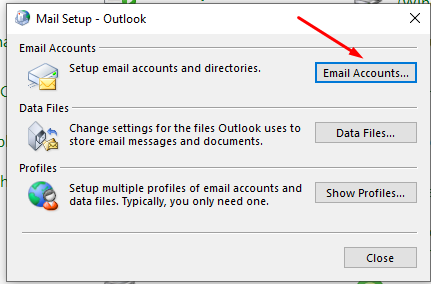 Mail Setup - Outlook
Email Accounts
Setup email accounts and directories.
Email Accounts...
Data Files
Change settings for the files Outlook uses to
store email messages and documents.
Data Files...
Profiles
Setup multiple profiles of email accounts and
data files. Typically, you only need one.
Show Profiles...
Close